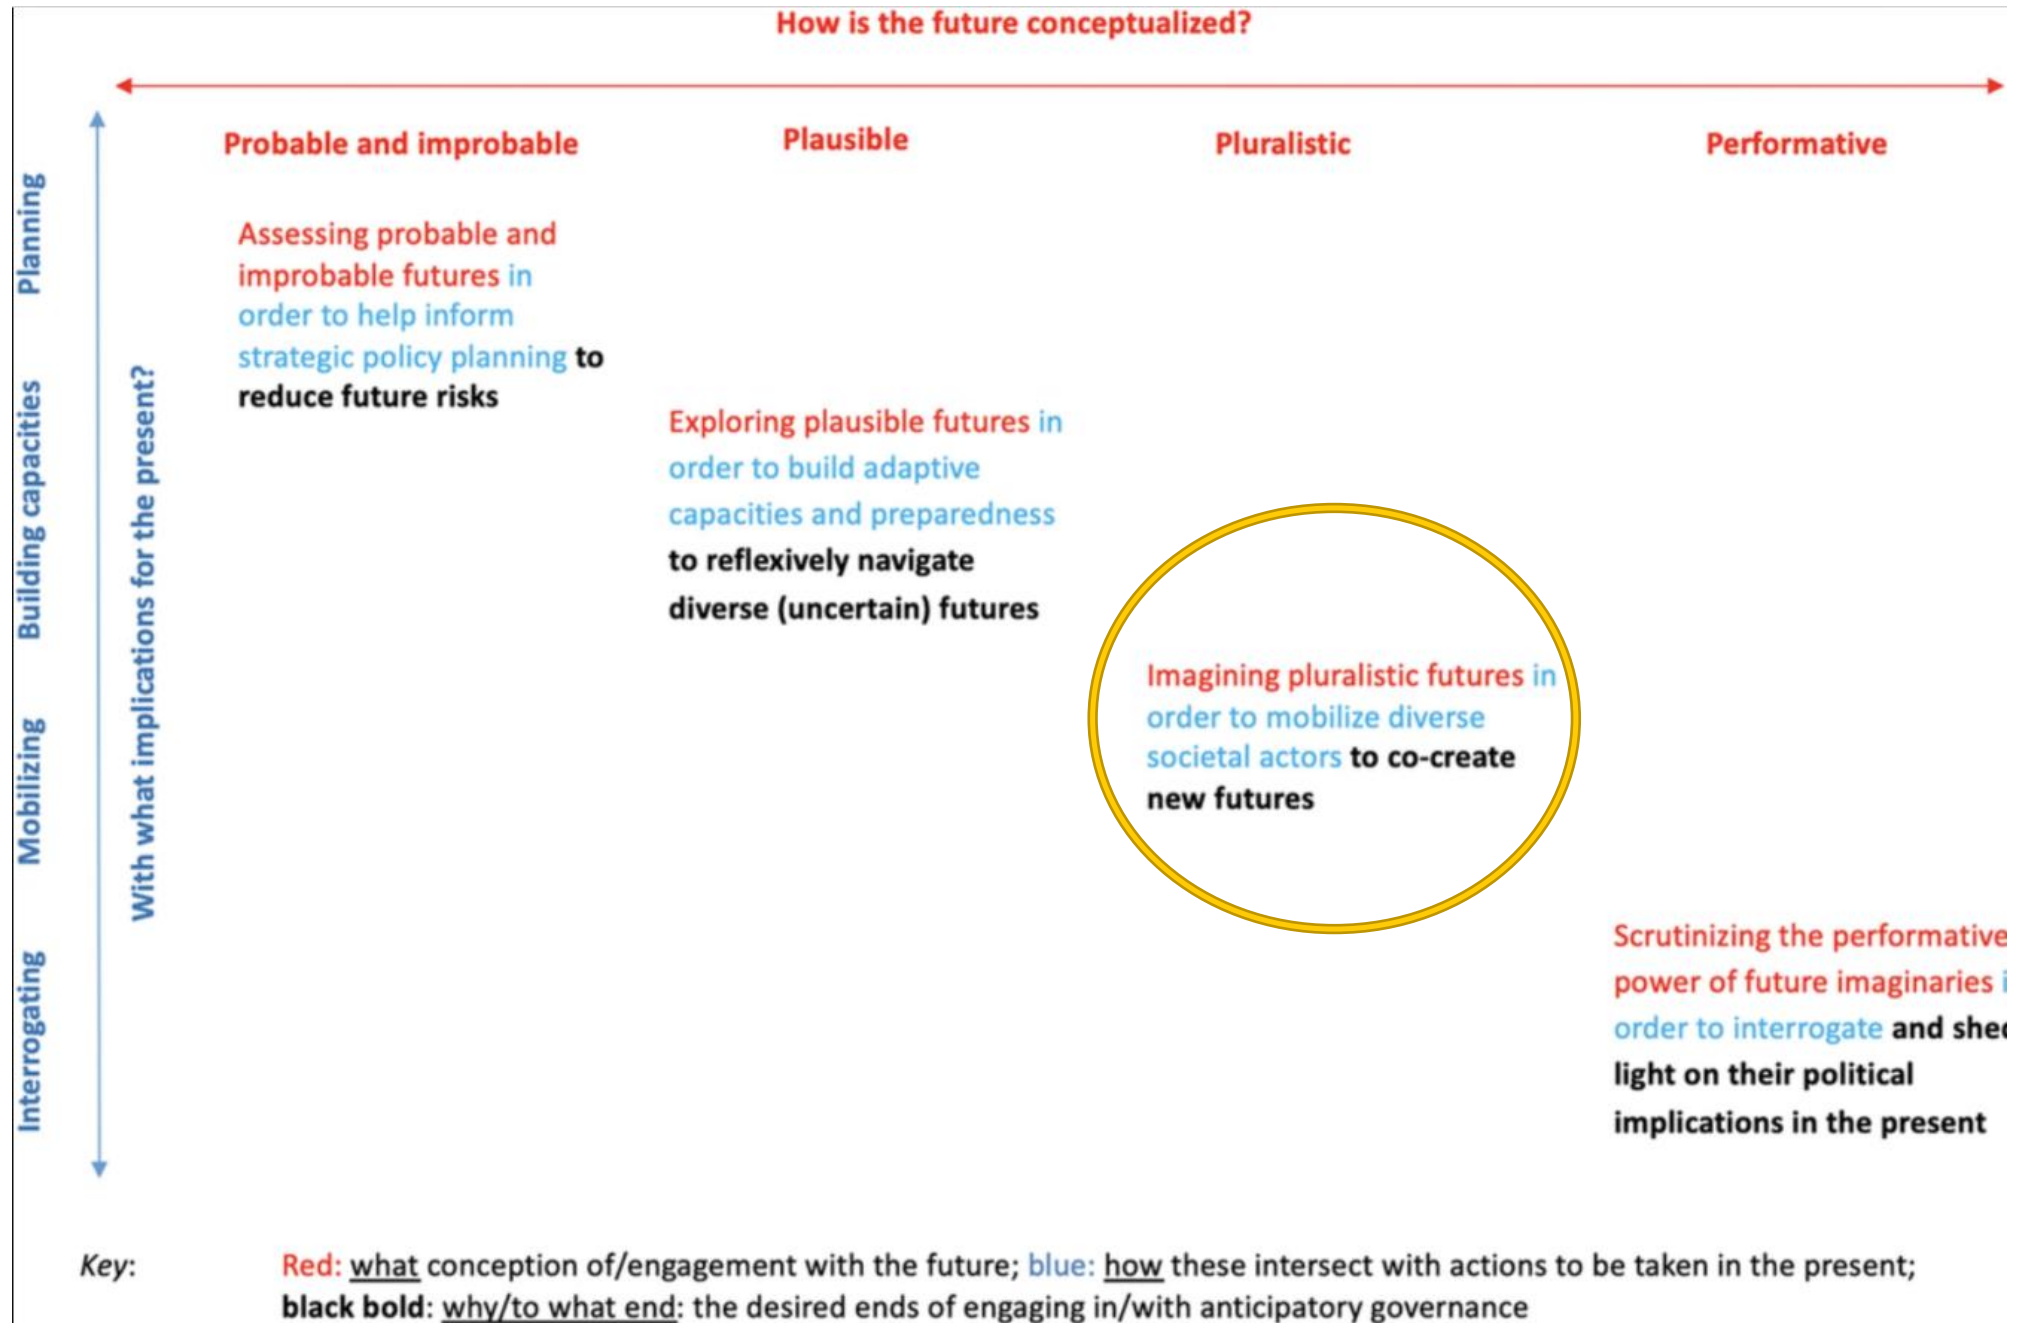 How is the future conceptualized?
Probable and improbable
Plausible
Pluralistic
Performative
Planning
Building capacities
Mobilizing
Interrogating
With what implications for the present?
Assessing probable and
improbable futures in
order to help inform
strategic policy planning to
reduce future risks
Exploring plausible futures in
order to build adaptive
capacities and preparedness
to reflexively navigate
diverse (uncertain) futures
Imagining pluralistic futures in
order to mobilize diverse
societal actors to co-create
new futures
Scrutinizing the performative
power of future imaginaries
order to interrogate and
light on their political
implications in the present
Key:
Red: what conception of/engagement with the future; blue: how these intersect with actions to be taken in the present;
black bold: why/to what end: the desired ends of engaging in/with anticipatory governance